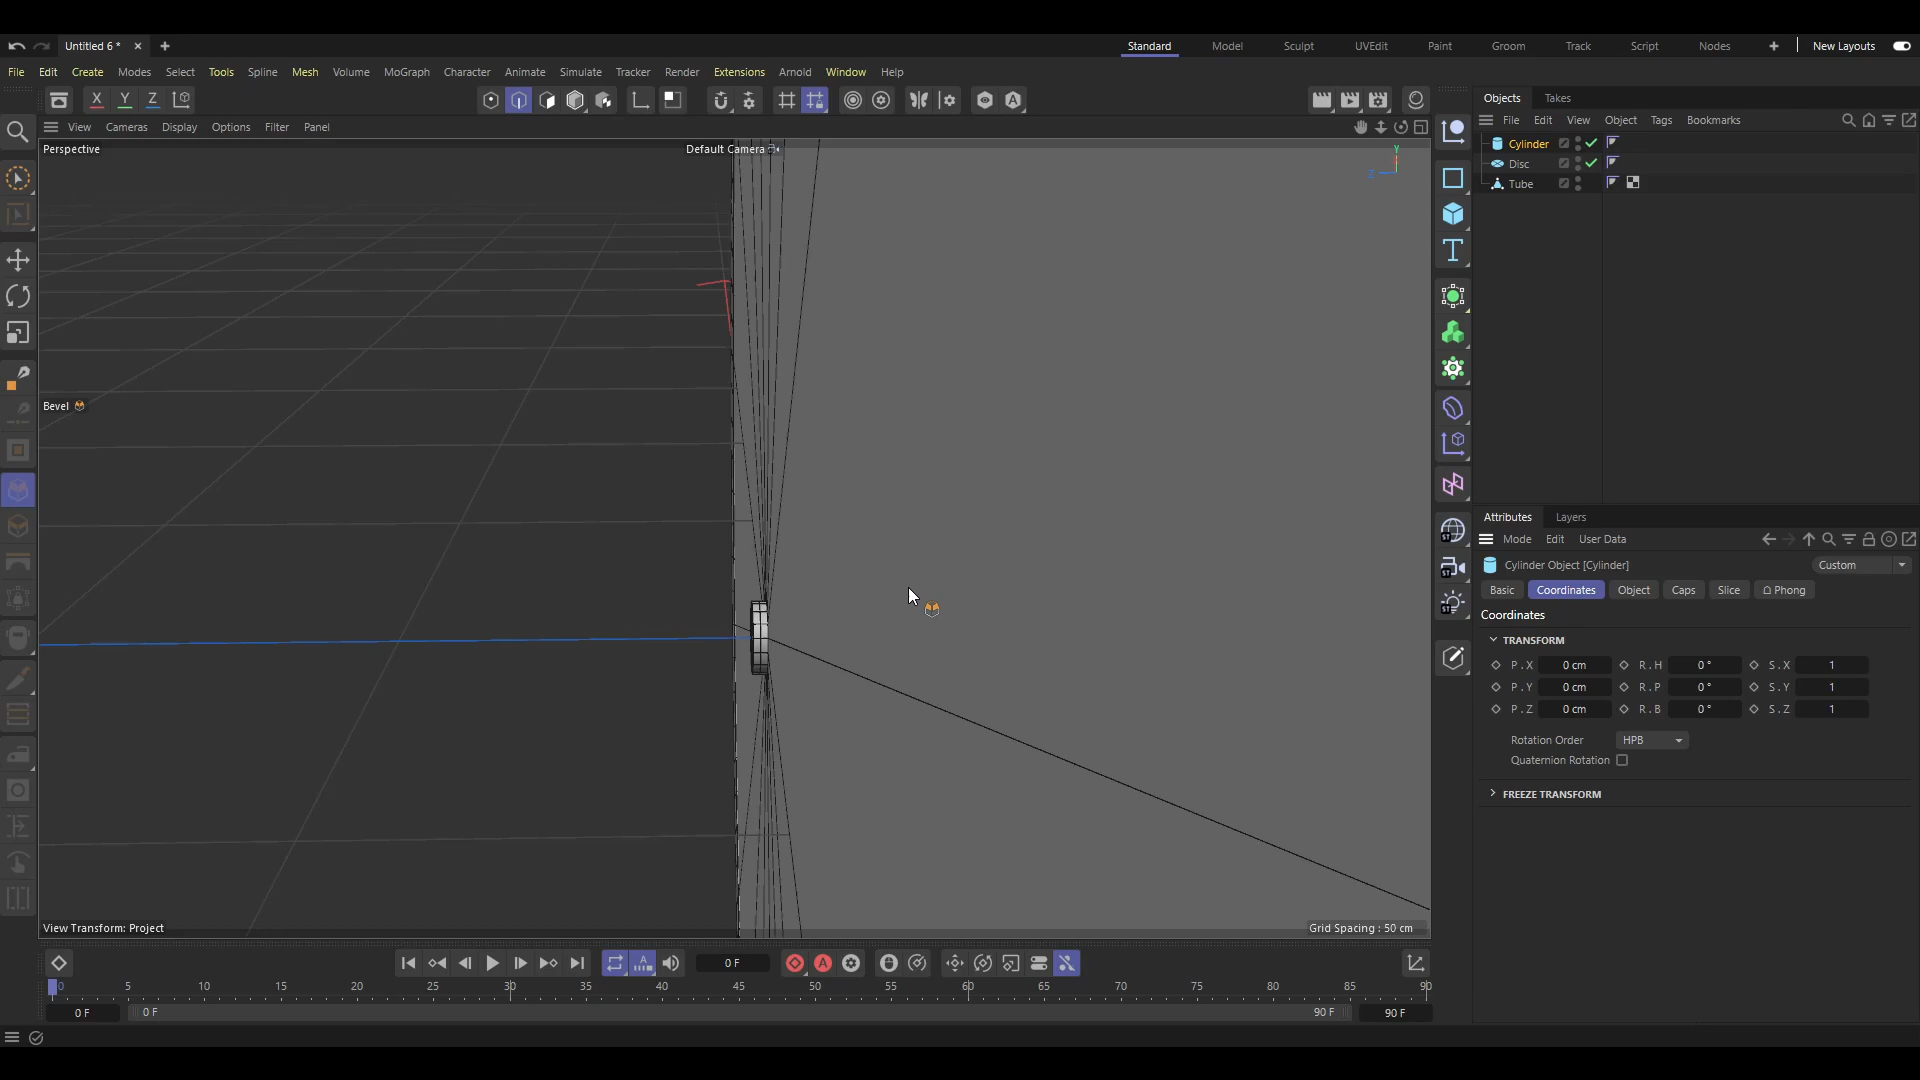 Untitled 6 *
Standard Model Sculpt UVEdit Paint Groom Track Script Nodes New Layouts
File Edit Create Modes Select Tools Spline Mesh Volume MoGraph Character Animate Simulate Tracker Render Extensions Arnold Window Help
X Y Z
Objects Takes
View Cameras Display Options Filter Panel
File Edit View Object Tags Bookmarks
Perspective
Default Camera
Y
Z
Cylinder
Disc
Tube
Bevel
Attributes Layers
Mode Edit User Data
Cylinder Object [Cylinder]
Custom
Basic Coordinates Object Caps Slice Phong
Coordinates
TRANSFORM
P . X 0 cm R . H 0 ° S . X 1
P . Y 0 cm R . P 0 ° S . Y 1
P . Z 0 cm R . B 0 ° S . Z 1
Rotation Order HPB
Quaternion Rotation
FREEZE TRANSFORM
View Transform: Project
Grid Spacing : 50 cm
0 F
0 5 10 15 20 25 30 35 40 45 50 55 60 65 70 75 80 85 90
0 F 0 F 90 F 90 F